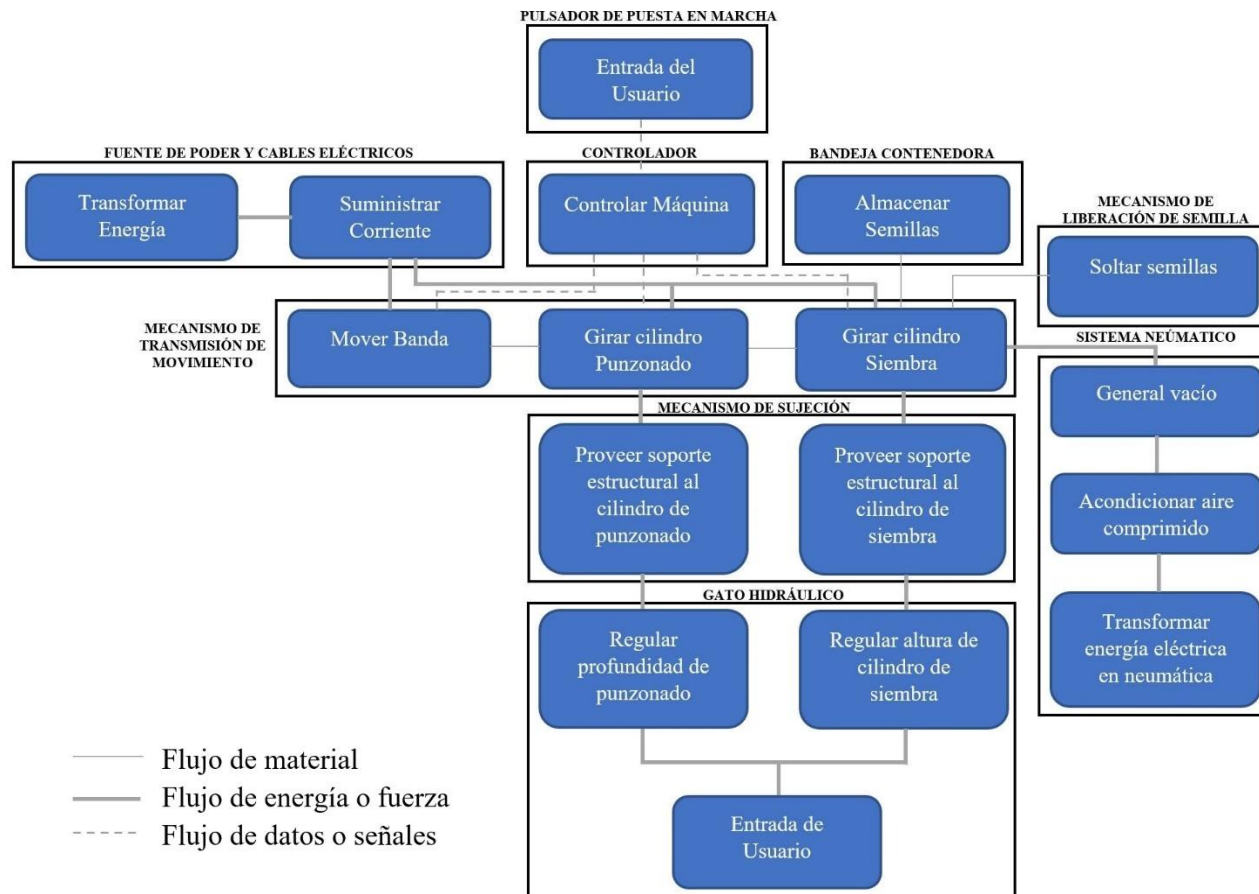 PULSADOR DE PUESTA EN MARCHA
Entrada del
Usuario
FUENTE DE PODER Y CABLES ELÉCTRICOS
CONTROLADOR
BANDEJA CONTENEDORA
Transformar
Energía
Suministrar
Corriente
Controlar Máquina
Almacenar
Semillas
MECANISMO DE
LIBERACIÓN DE SEMILLA
Soltar semillas
MECANISMO DE
TRANSMISIÓN DE
MOVIMIENTO
Mover Banda
Girar cilindro
Punzonado
Girar cilindro
Siembra
SISTEMA NEÚMATICO
General vacío
Acondicionar aire
comprimido
Transformar
energía eléctrica
en neumática
MECANISMO DE SUJECIÓN
Proveer soporte
estructural al
cilindro de
punzonado
Proveer soporte
estructural al
cilindro de
siembra
GATO HIDRÁULICO
Regular
profundidad de
punzonado
Regular altura de
cilindro de
siembra
Entrada de
Usuario
Flujo de material
Flujo de energía o fuerza
Flujo de datos o señales